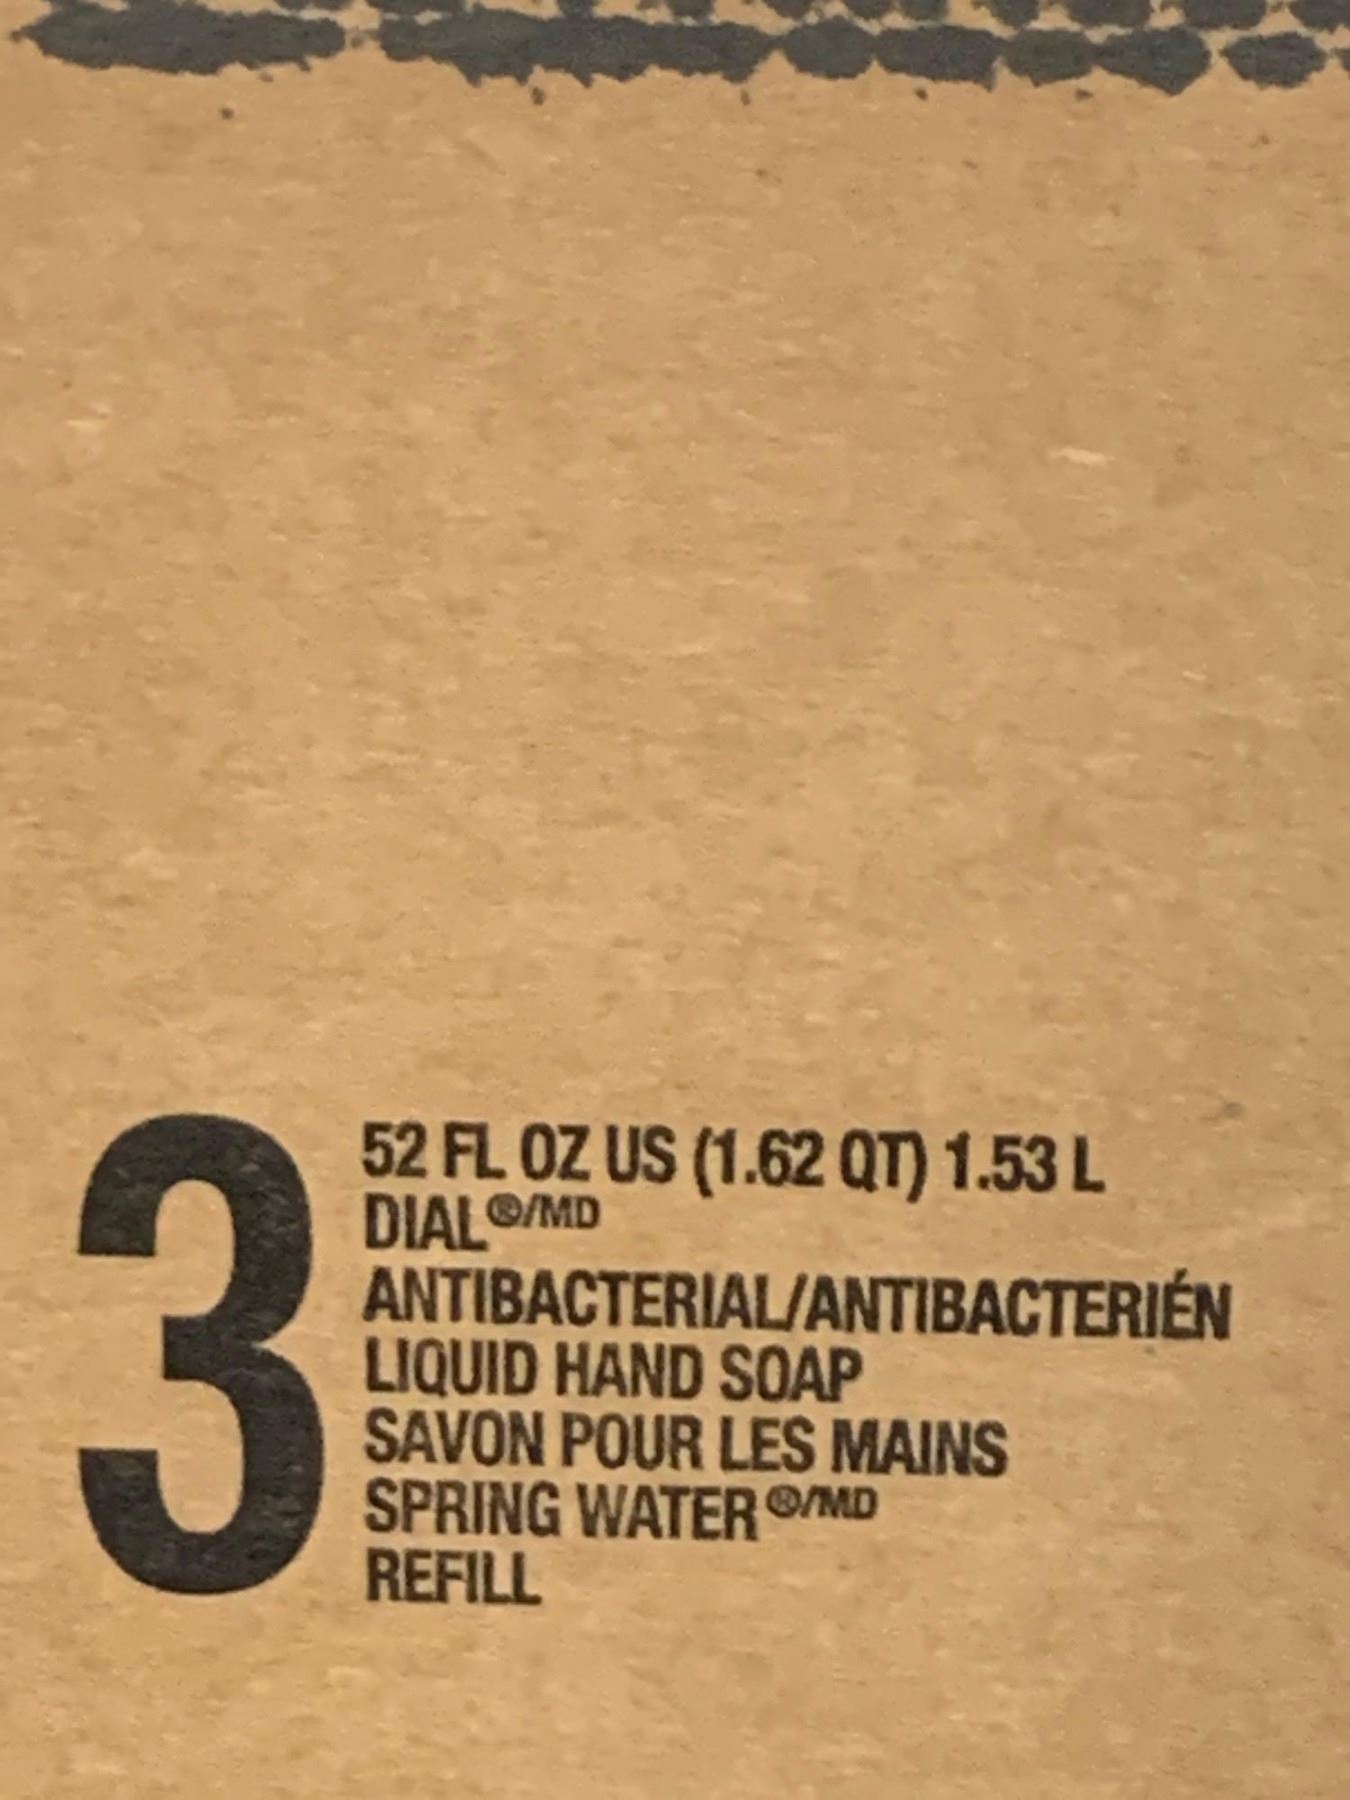 3
52 FL OZ US (1.62 QT) 1.53 L
DIAL®/MD
ANTIBACTERIAL/ANTIBACTERIÉN
LIQUID HAND SOAP
SAVON POUR LES MAINS
SPRING WATER®/MD
REFILL